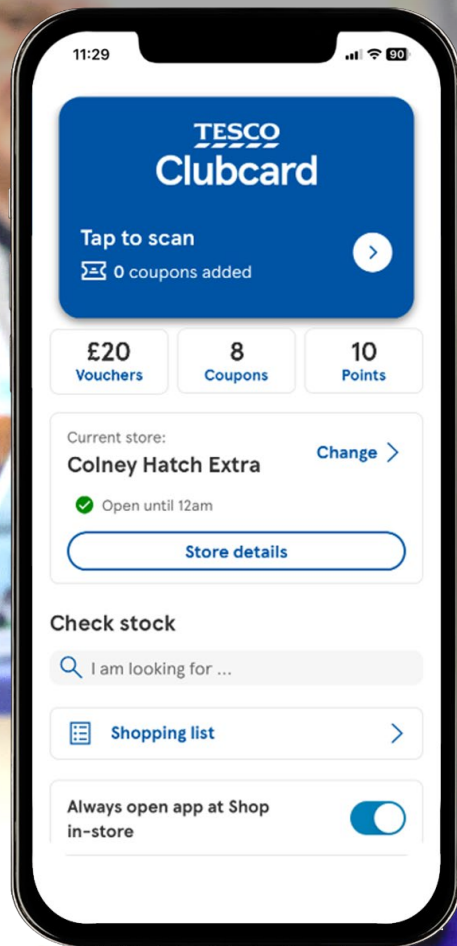 11:29
90
TESCO
Clubcard
Tap to scan
0 coupons added
£20
Vouchers
8
Coupons
10
Points
Current store:
Colney Hatch Extra
Change
Open until 12am
Store details
Check stock
I am looking for ...
Shopping list
Always open app at Shop
in-store